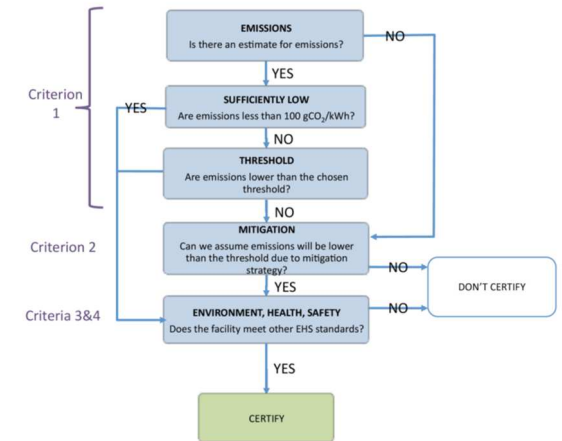 EMISSIONS
Is there an estimate for emissions?
NO
YES
Criterion
1
SUFFICIENTLY LOW
Are emissions less than 100 gCO₂/kWh?
YES
NO
THRESHOLD
Are emissions lower than the chosen
threshold?
NO
Criterion 2
MITIGATION
Can we assume emissions will be lower
than the threshold due to mitigation
strategy?
NO
YES
DON'T CERTIFY
Criteria 3&4
ENVIRONMENT, HEALTH, SAFETY
Does the facility meet other EHS standards?
NO
YES
CERTIFY